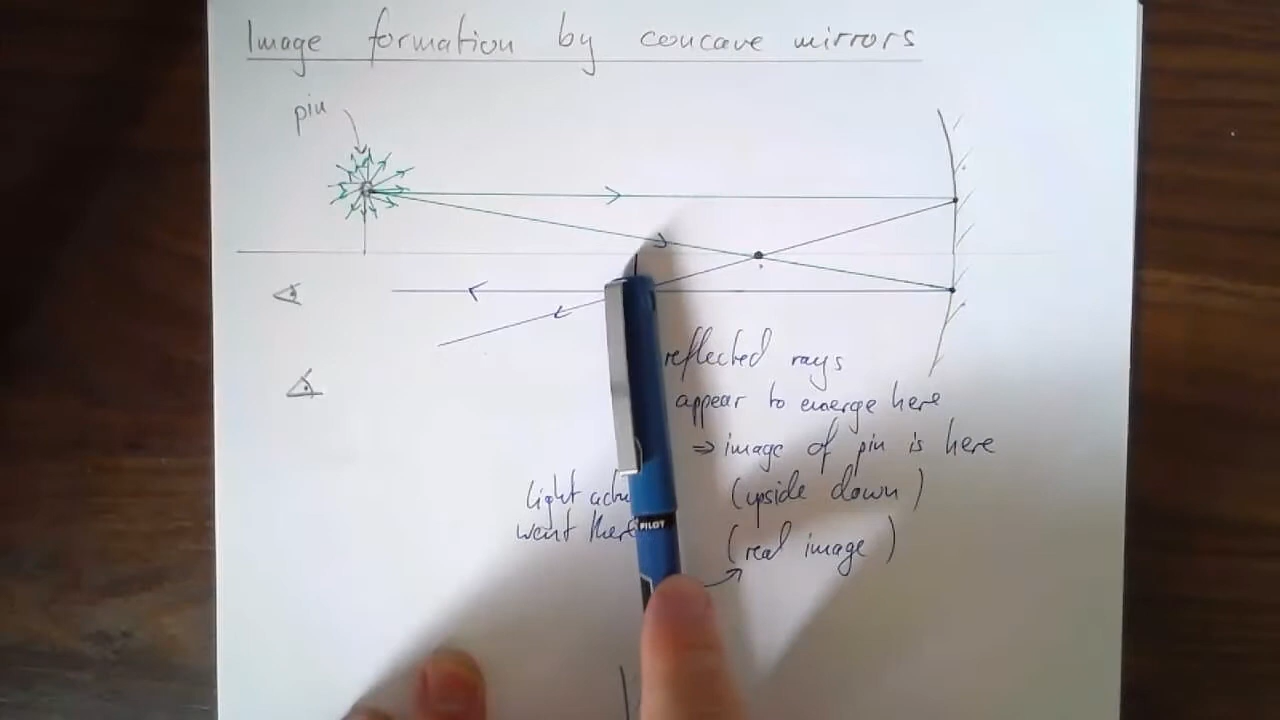 Image formation by concave mirrors
pin
reflected rays
appear to emerge here
⇒ image of pin is here
(upside down)
light
went there
(real image)
PILOT